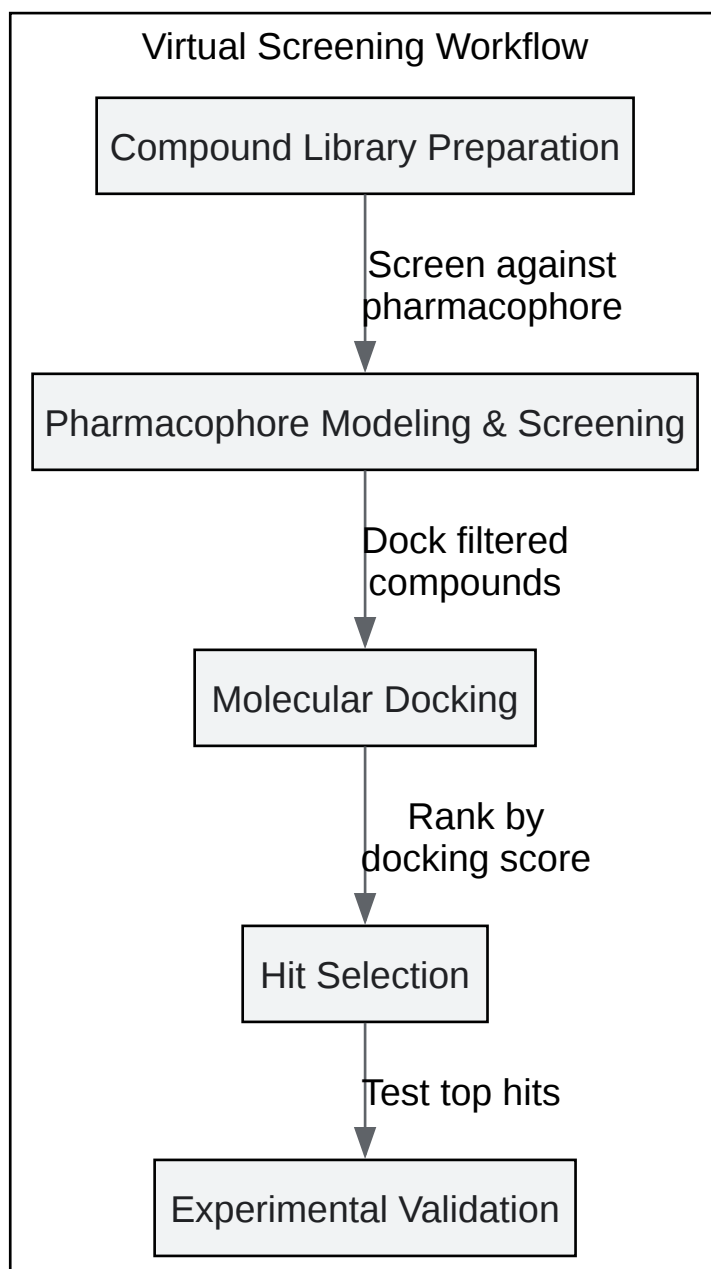 Virtual Screening Workflow
Compound Library Preparation
Screen against
pharmacophore
Pharmacophore Modeling & Screening
Dock filtered
compounds
Molecular Docking
Rank by
docking score
Hit Selection
Test top hits
Experimental Validation